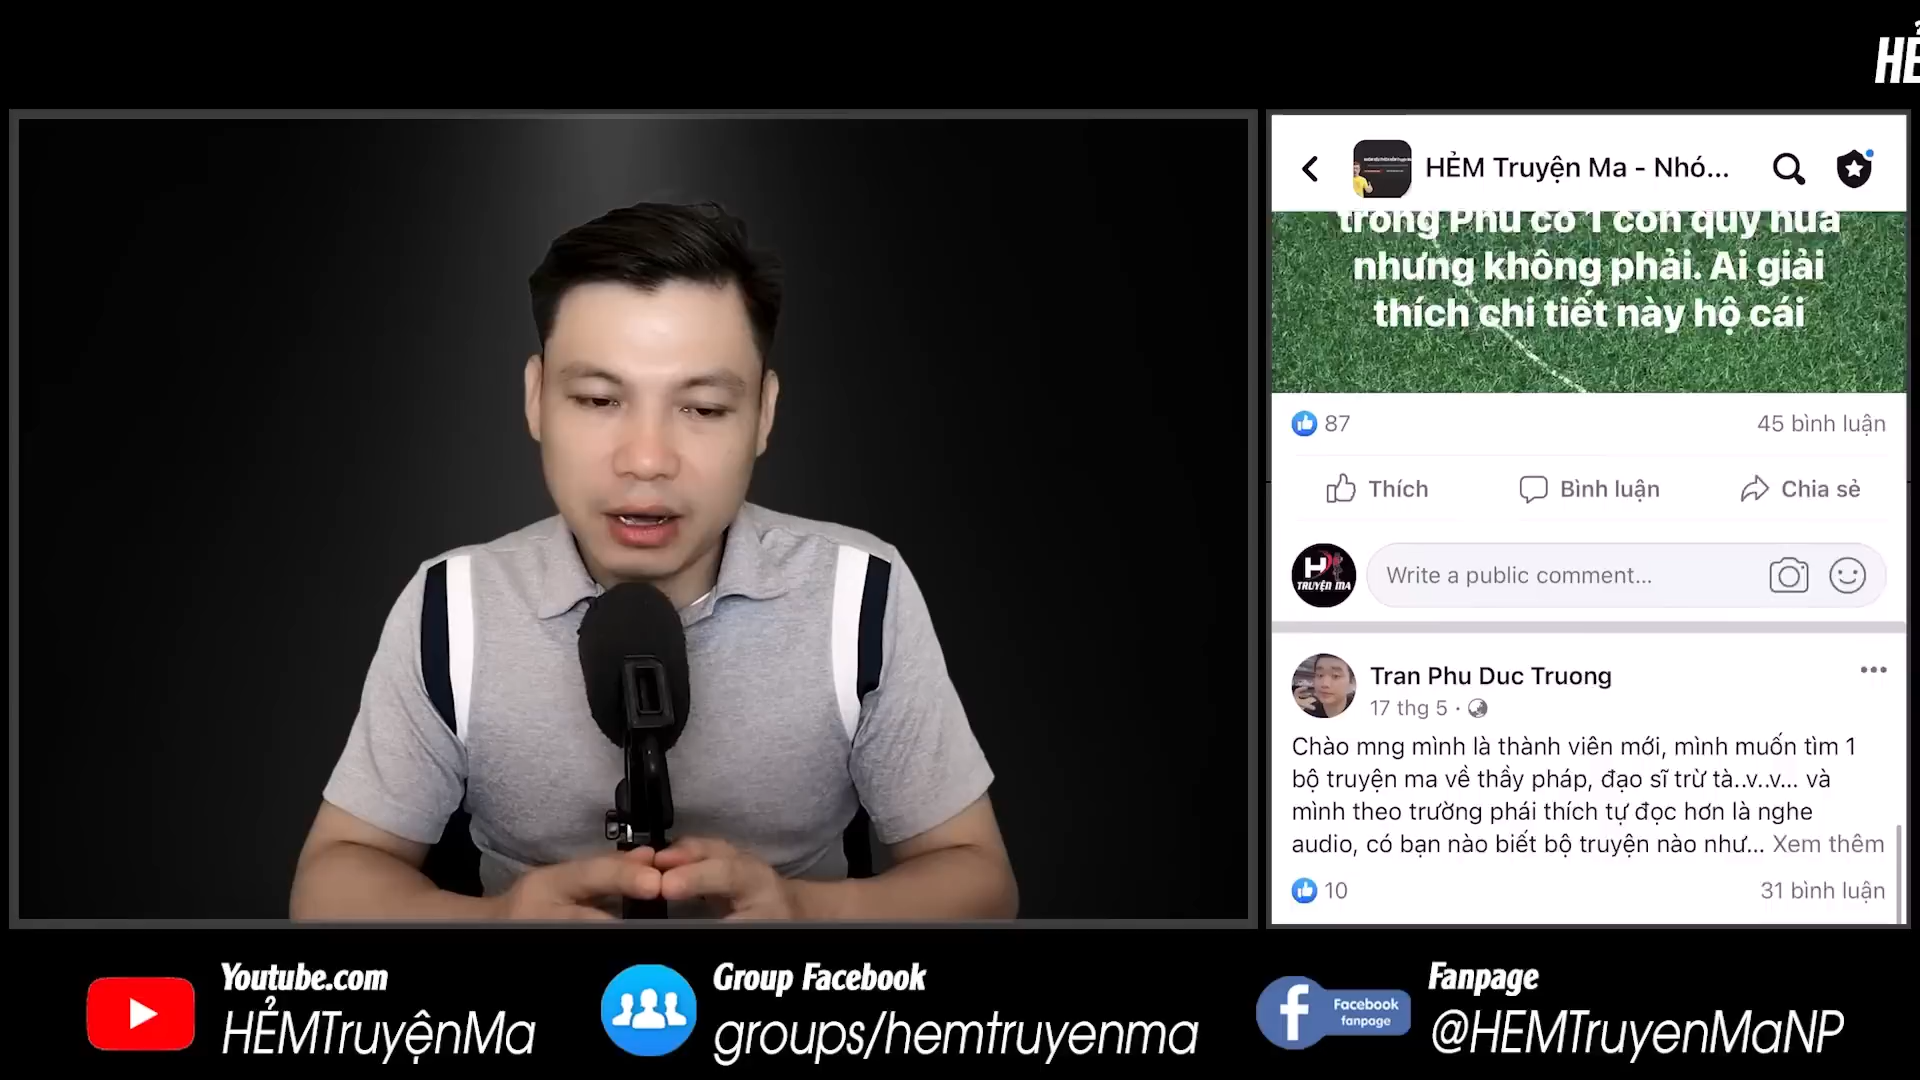 HẺ
HẺM Truyện Ma - Nhó...
trong Phủ có 1 con quỷ nữa
nhưng không phải. Ai giải
thích chi tiết này hộ cái
87
45 bình luận
Thích
Bình luận
Chia sẻ
H
TRUYỆN MA
Write a public comment...
Tran Phu Duc Truong
17 thg 5 ·
Chào mng mình là thành viên mới, mình muốn tìm 1
bộ truyện ma về thầy pháp, đạo sĩ trừ tà..v..v... và
mình theo trường phái thích tự đọc hơn là nghe
audio, có bạn nào biết bộ truyện nào như... Xem thêm
10
31 bình luận
Youtube.com
HẺMTruyệnMa
Group Facebook
groups/hemtruyenma
Facebook
fanpage
Fanpage
@HEMTruyenMaNP